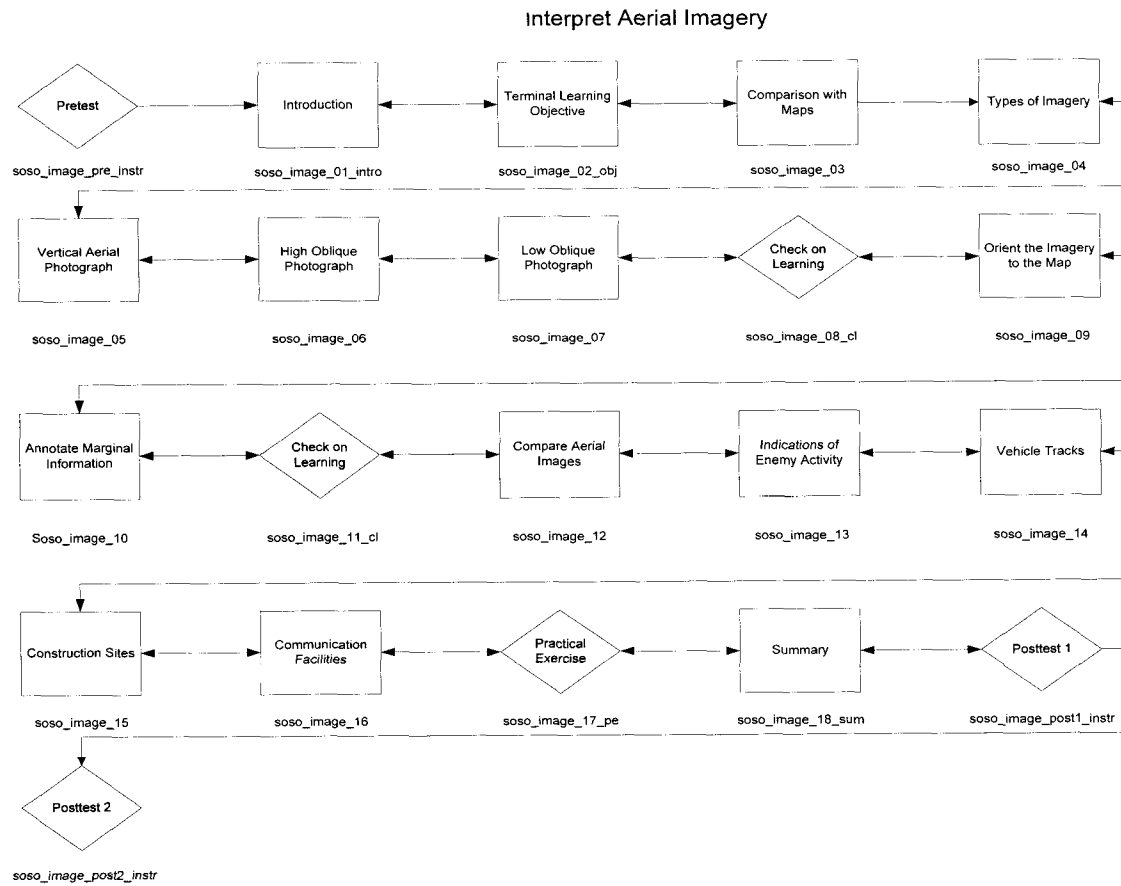 Interpret Aerial Imagery
Pretest
Introduction
Terminal Learning
Objective
Comparison with
Maps
Types of Imagery
soso_image_pre_Instr
soso_image_01_intro
soso_image_02_obj
soso_image_03
soso_image_04
Vertical Aerial
Photograph
High Oblique
Photograph
Low Oblique
Photograph
Check on
Learning
Orient the Imagery
to the Map
soso_image_05
soso_image_06
soso_image_07
soso_image_08_cl
soso_image_09
Annotate Marginal
Information
Check on
Learning
Compare Aerial
Images
Indications of
Enemy Activity
Vehicle Tracks
Soso_image_10
soso_image_11_cl
soso_image_12
soso_image_13
soso_image_14
Construction Sites
Communication
Facilities
Practical
Exercise
Summary
Posttest 1
soso_image_15
soso_image_16
soso_image_17_pe
soso_image_18_sum
soso_image_post1_instr
Posttest 2
soso_image_post2_instr